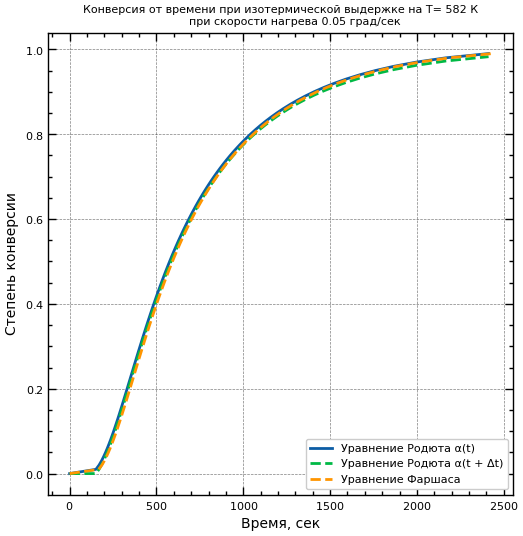 Конверсия от времени при изотермической выдержке на T= 582 К
при скорости нагрева 0.05 град/сек
Степень конверсии
1.0
0.8
0.6
0.4
0.2
0.0
0
500
1000
1500
2000
2500
Время, сек
Уравнение Родюта α(t)
Уравнение Родюта α(t + Δt)
Уравнение Фаршаса